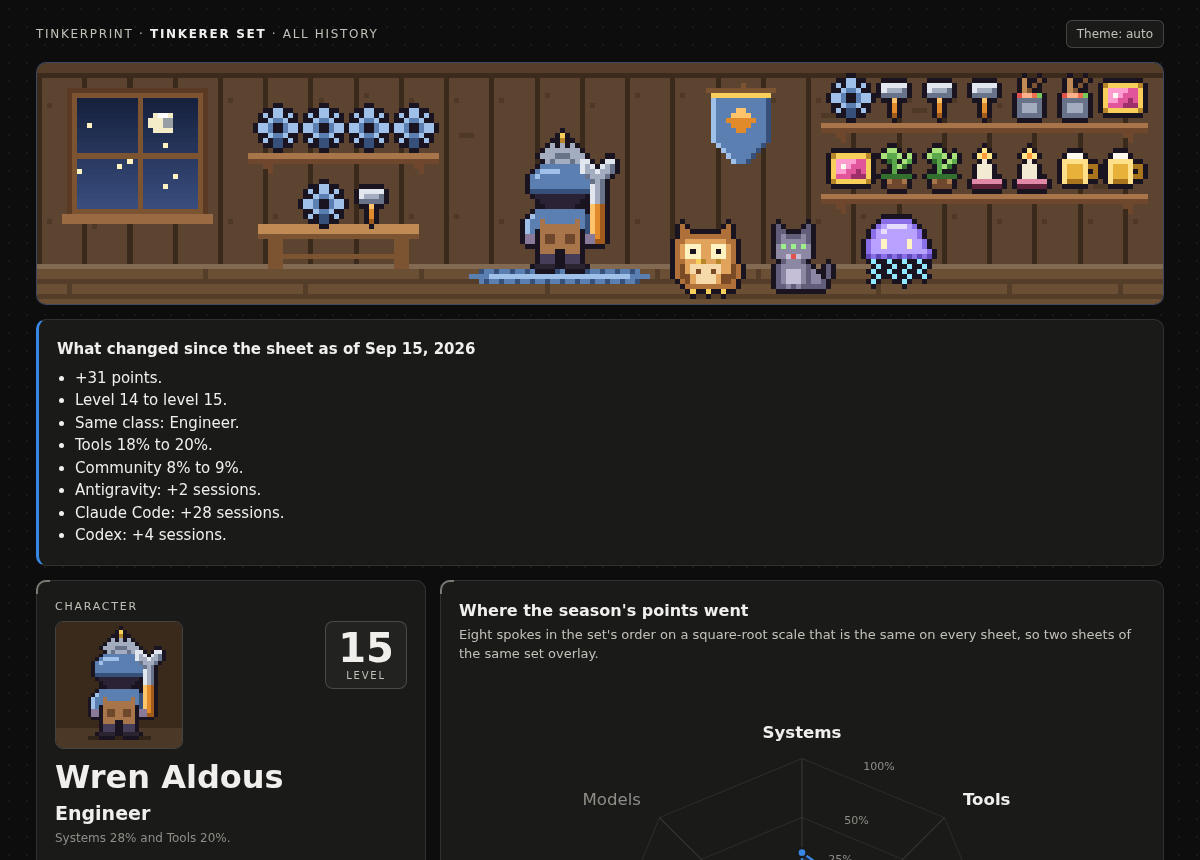 TINKERPRINT · TINKERER SET · ALL HISTORY
Theme: auto
What changed since the sheet as of Sep 15, 2026
• +31 points.
• Level 14 to level 15.
• Same class: Engineer.
• Tools 18% to 20%.
• Community 8% to 9%.
• Antigravity: +2 sessions.
• Claude Code: +28 sessions.
• Codex: +4 sessions.
CHARACTER
15
LEVEL
Wren Aldous
Engineer
Systems 28% and Tools 20%.
Where the season's points went
Eight spokes in the set's order on a square-root scale that is the same on every sheet, so two sheets of
the same set overlay.
Systems
100%
Models
Tools
50%
25%